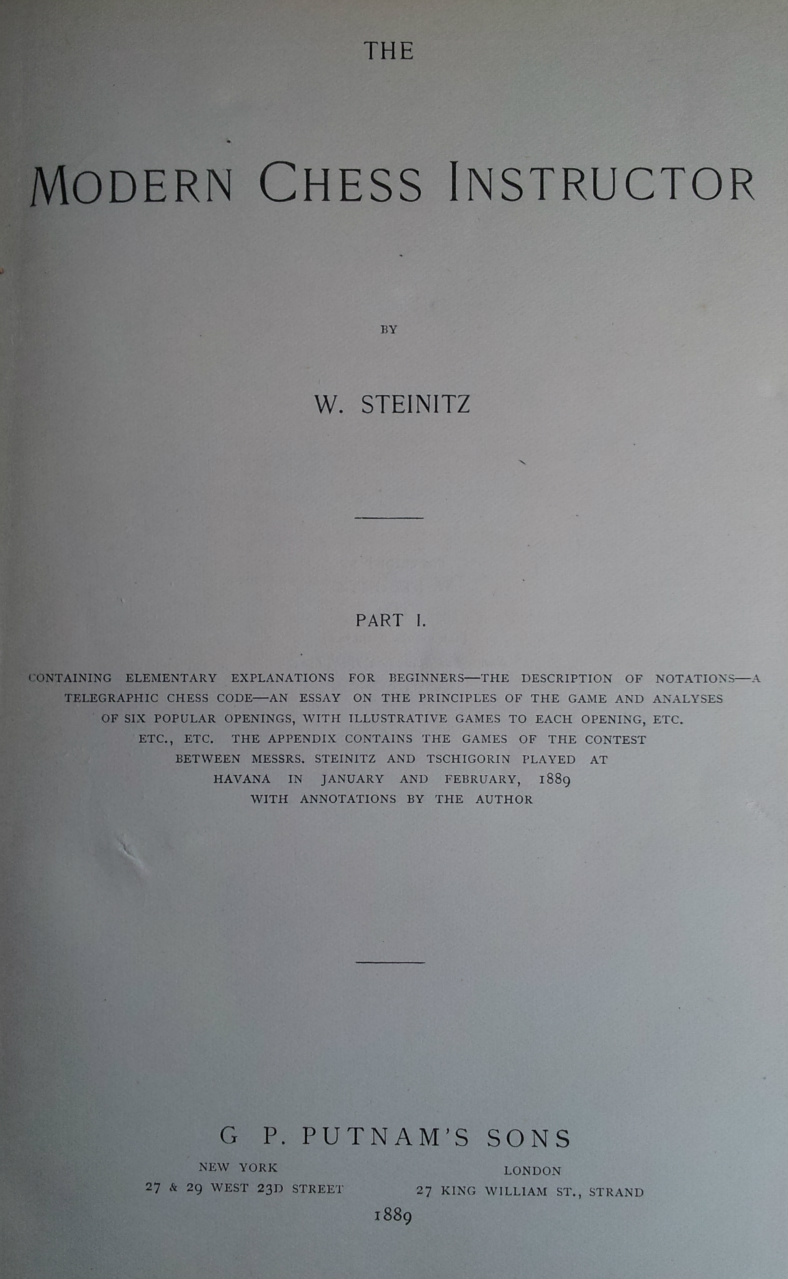 THE
MODERN CHESS INSTRUCTOR
BY
W. STEINITZ
PART I.
CONTAINING ELEMENTARY EXPLANATIONS FOR BEGINNERS—THE DESCRIPTION OF NOTATIONS—A
TELEGRAPHIC CHESS CODE—AN ESSAY ON THE PRINCIPLES OF THE GAME AND ANALYSES
OF SIX POPULAR OPENINGS, WITH ILLUSTRATIVE GAMES TO EACH OPENING, ETC.
ETC., ETC. THE APPENDIX CONTAINS THE GAMES OF THE CONTEST
BETWEEN MESSRS. STEINITZ AND TSCHIGORIN PLAYED AT
HAVANA IN JANUARY AND FEBRUARY, 1889
WITH ANNOTATIONS BY THE AUTHOR
G P. PUTNAM'S SONS
NEW YORK LONDON
27 & 29 WEST 23D STREET 27 KING WILLIAM ST., STRAND
1889